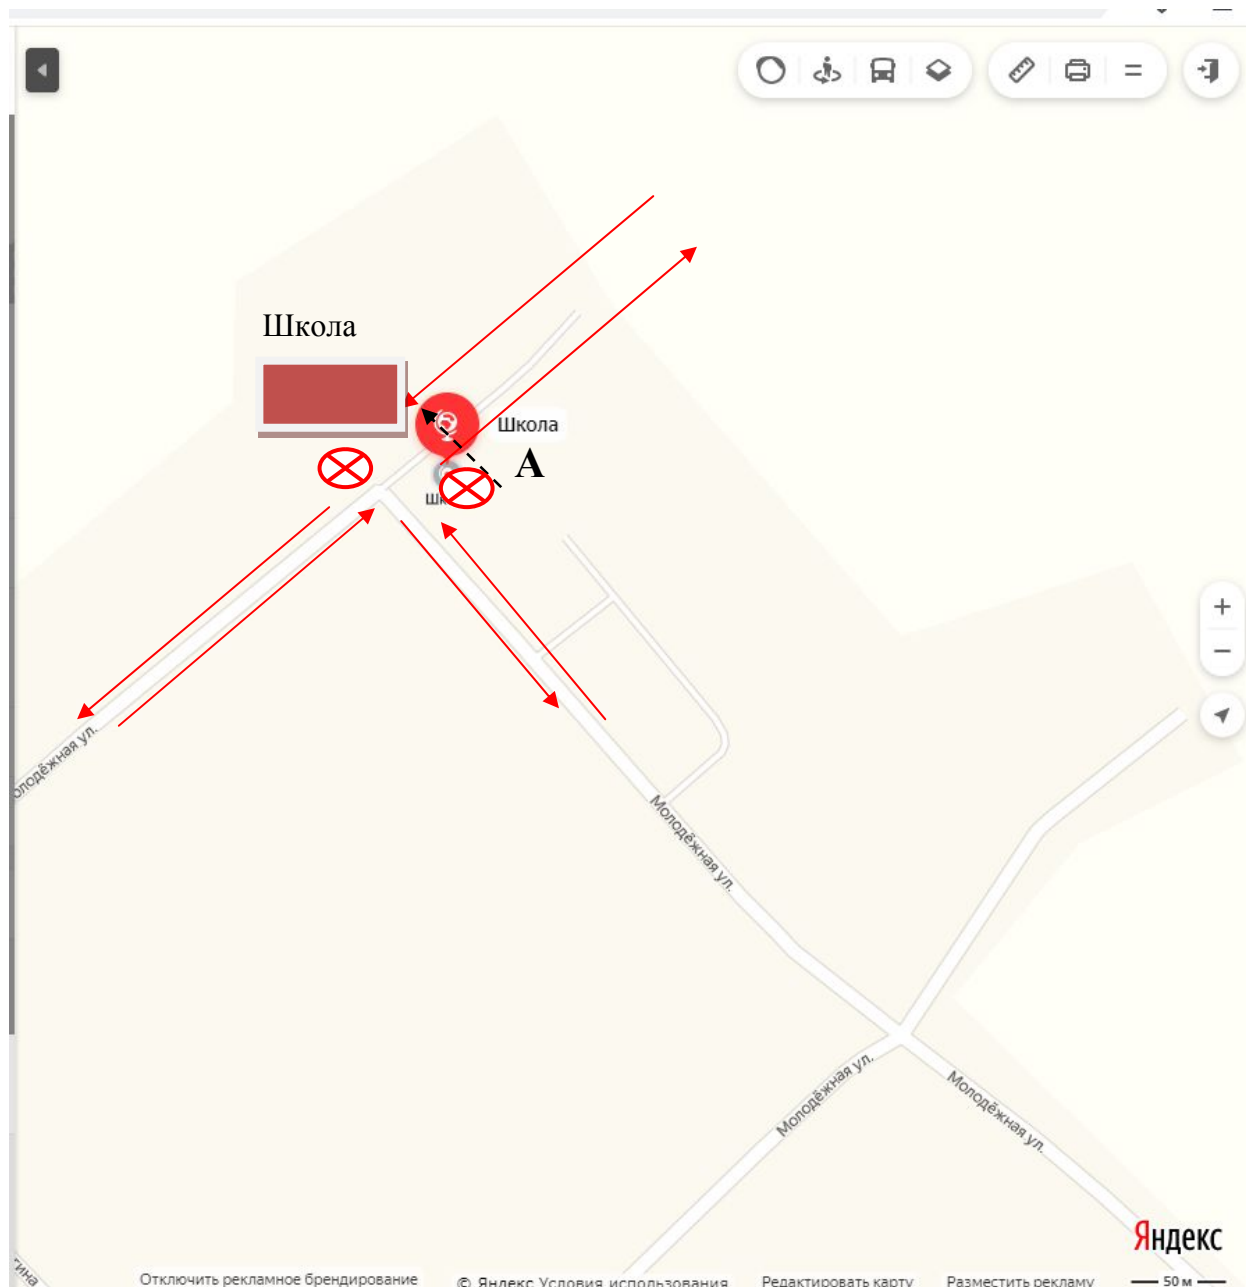 Школа
Школа
А
Молодёжная ул.
Молодёжная ул.
Молодёжная ул.
Яндекс
Отключить рекламное брендирование
© Яндекс Условия использования
Редактировать карту
Разместить рекламу
50 м